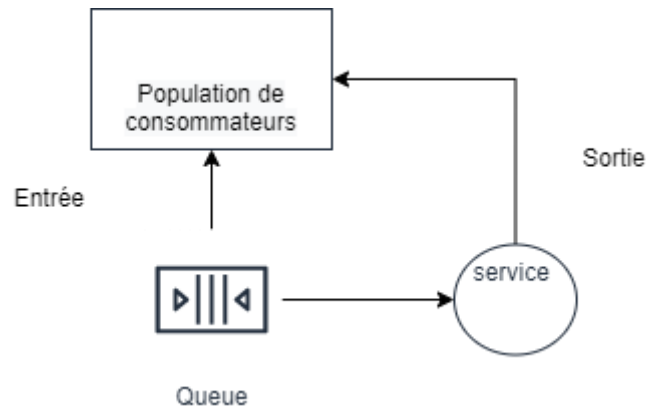 Population de
consommateurs
Sortie
Entrée
service
Queue